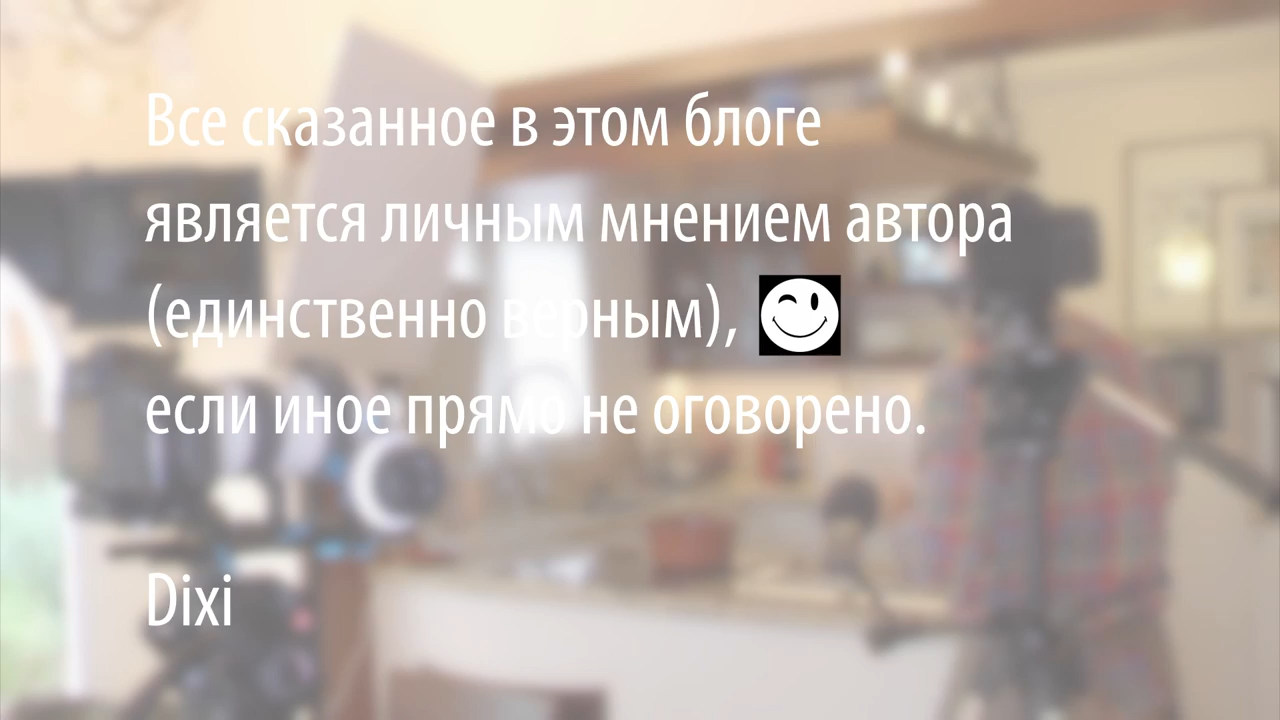 Все сказанное в этом блоге
является личным мнением автора
(единственно верным),
если иное прямо не оговорено.
Dixi